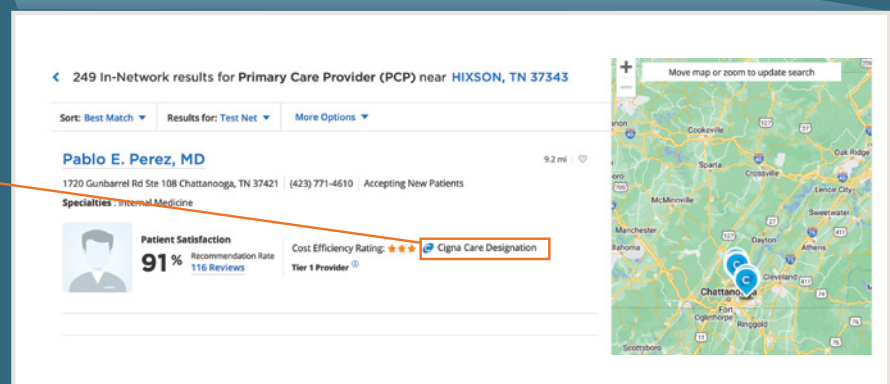 249 In-Network results for Primary Care Provider (PCP) near HIXSON, TN 37343
Sort: Best Match
Results for: Test Net
More Options
Pablo E. Perez, MD
9.2 mi
1720 Gunbarrel Rd Ste 108 Chattanooga, TN 37421
(423) 771-4610
Accepting New Patients
Specialties : Internal Medicine
Patient Satisfaction
91%
Recommendation Rate
116 Reviews
Cost Efficiency Rating:
Cigna Care Designation
Tier 1 Provider
+
Move map or zoom to update search
Cookeville
Oak Ridge
Sparta
Crossville
Lenoir City
McMinnville
Sweetwater
Manchester
Dayton
Athens
Cleveland
Fort
Oglethorpe
Ringgold
Scottsboro